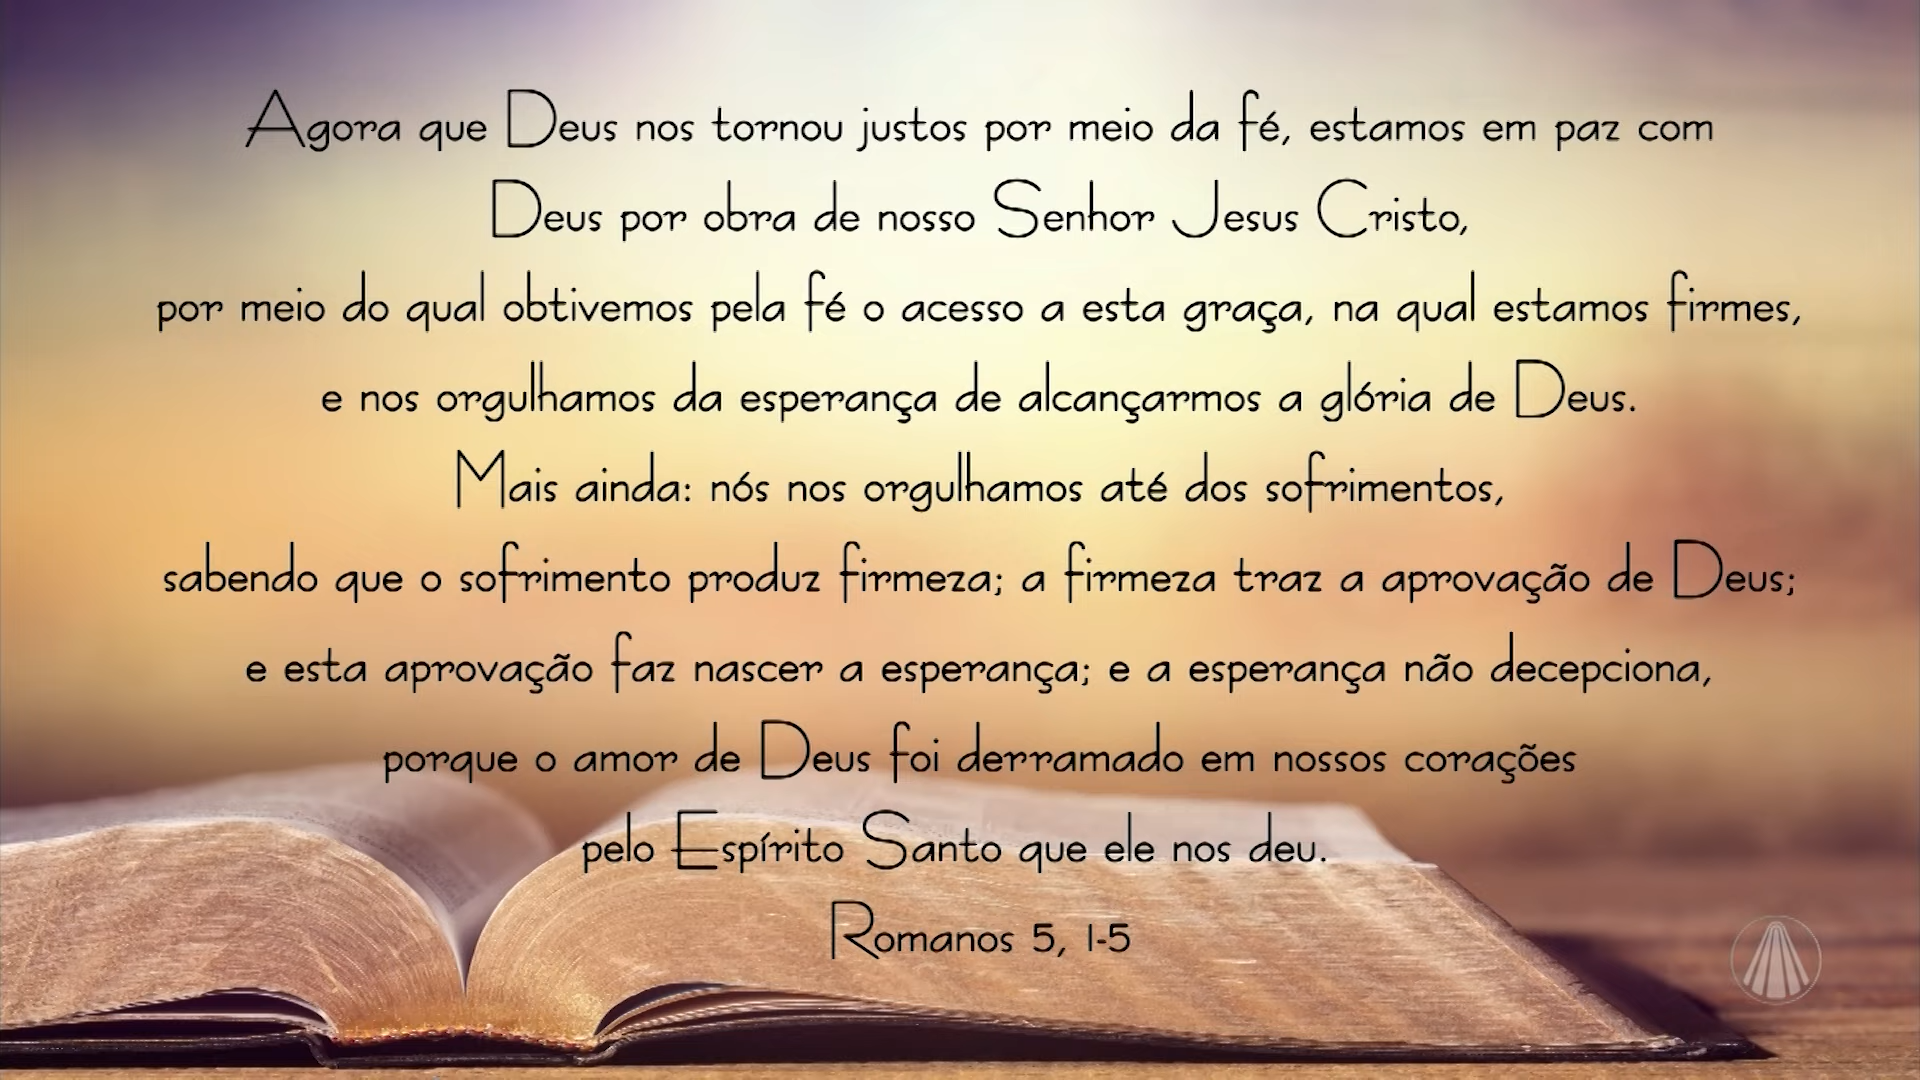 Agora que Deus nos tornou justos por meio da fé, estamos em paz com
Deus por obra de nosso Senhor Jesus Cristo,
por meio do qual obtivemos pela fé o acesso a esta graça, na qual estamos firmes,
e nos orgulhamos da esperança de alcançarmos a glória de Deus.
Mais ainda: nós nos orgulhamos até dos sofrimentos,
sabendo que o sofrimento produz firmeza; a firmeza traz a aprovação de Deus;
e esta aprovação faz nascer a esperança; e a esperança não decepciona,
porque o amor de Deus foi derramado em nossos corações
pelo Espírito Santo que ele nos deu.
Romanos 5, 1-5